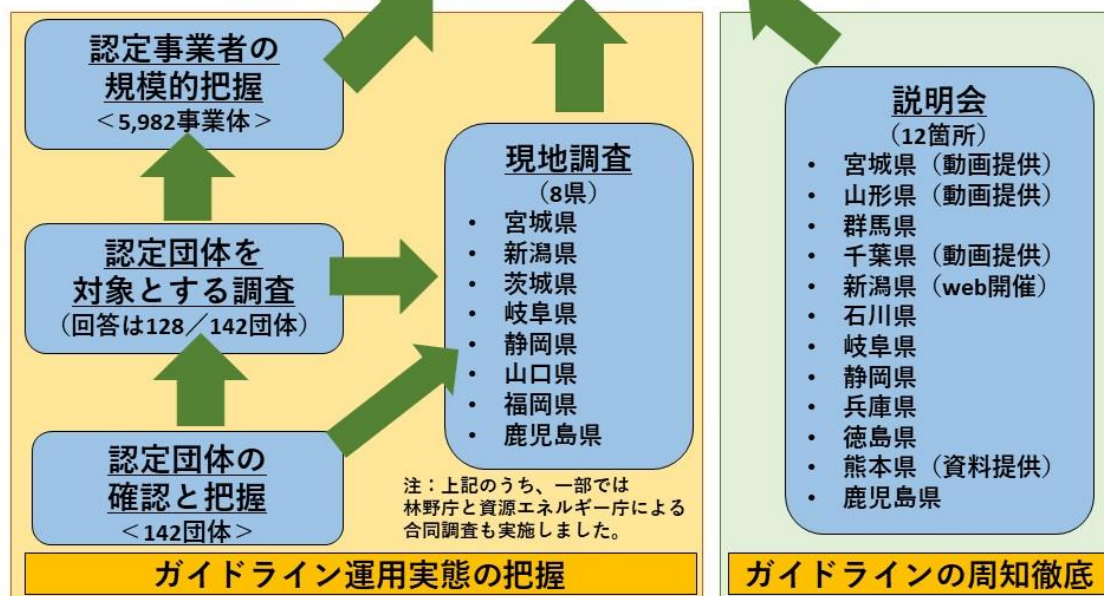 認定事業者の
規模的把握
＜5,982事業体＞
認定団体を
対象とする調査
（回答は128／142団体）
認定団体の
確認と把握
＜142団体＞
現地調査
（8県）
・ 宮城県
・ 新潟県
・ 茨城県
・ 岐阜県
・ 静岡県
・ 山口県
・ 福岡県
・ 鹿児島県
注：上記のうち、一部では
林野庁と資源エネルギー庁による
合同調査も実施しました。
ガイドライン運用実態の把握
説明会
（12箇所）
・ 宮城県（動画提供）
・ 山形県（動画提供）
・ 群馬県
・ 千葉県（動画提供）
・ 新潟県（web開催）
・ 石川県
・ 岐阜県
・ 静岡県
・ 兵庫県
・ 徳島県
・ 熊本県（資料提供）
・ 鹿児島県
ガイドラインの周知徹底